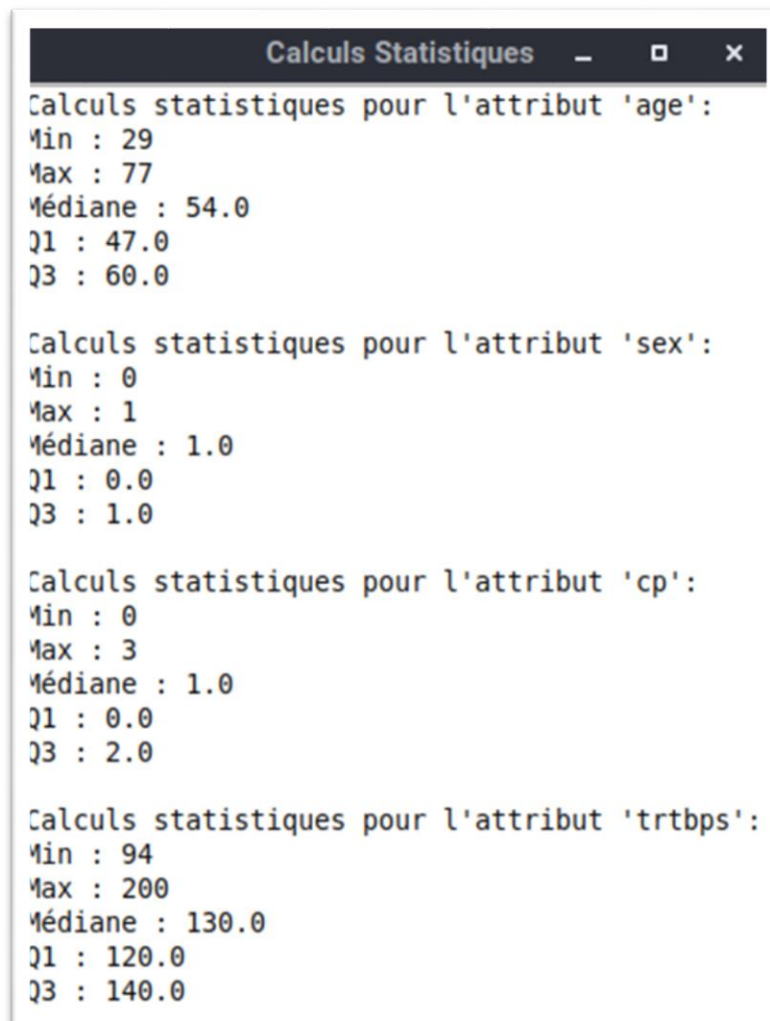 Calculs Statistiques
Calculs statistiques pour l'attribut 'age':
Min : 29
Max : 77
Médiane : 54.0
Q1 : 47.0
Q3 : 60.0
Calculs statistiques pour l'attribut 'sex':
Min : 0
Max : 1
Médiane : 1.0
Q1 : 0.0
Q3 : 1.0
Calculs statistiques pour l'attribut 'cp':
Min : 0
Max : 3
Médiane : 1.0
Q1 : 0.0
Q3 : 2.0
Calculs statistiques pour l'attribut 'trtbps':
Min : 94
Max : 200
Médiane : 130.0
Q1 : 120.0
Q3 : 140.0